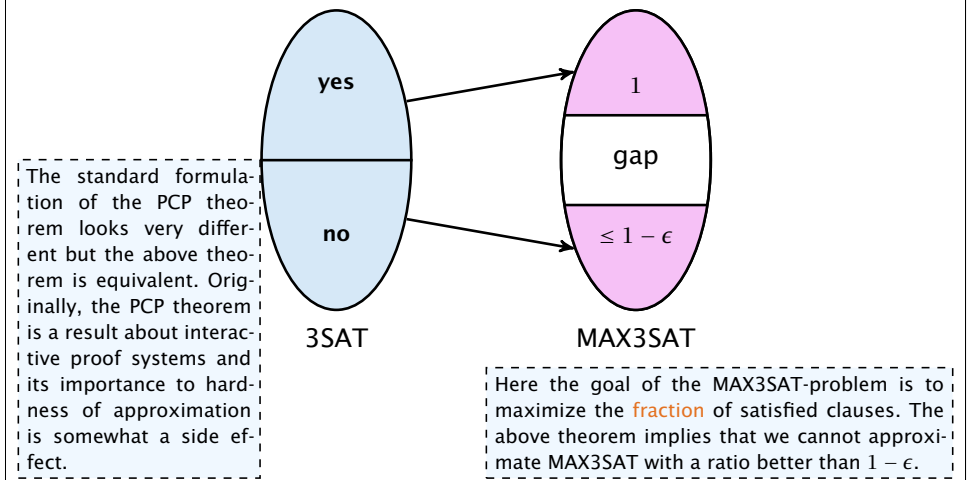 yes
1
gap
no
≤ 1 − ϵ
3SAT
MAX3SAT
The standard formula-
tion of the PCP theo-
rem looks very differ-
ent but the above theo-
rem is equivalent. Orig-
inally, the PCP theorem
is a result about interac-
tive proof systems and
its importance to hard-
ness of approximation
is somewhat a side ef-
fect.
Here the goal of the MAX3SAT-problem is to
maximize the fraction of satisfied clauses. The
above theorem implies that we cannot approxi-
mate MAX3SAT with a ratio better than 1 − ϵ.